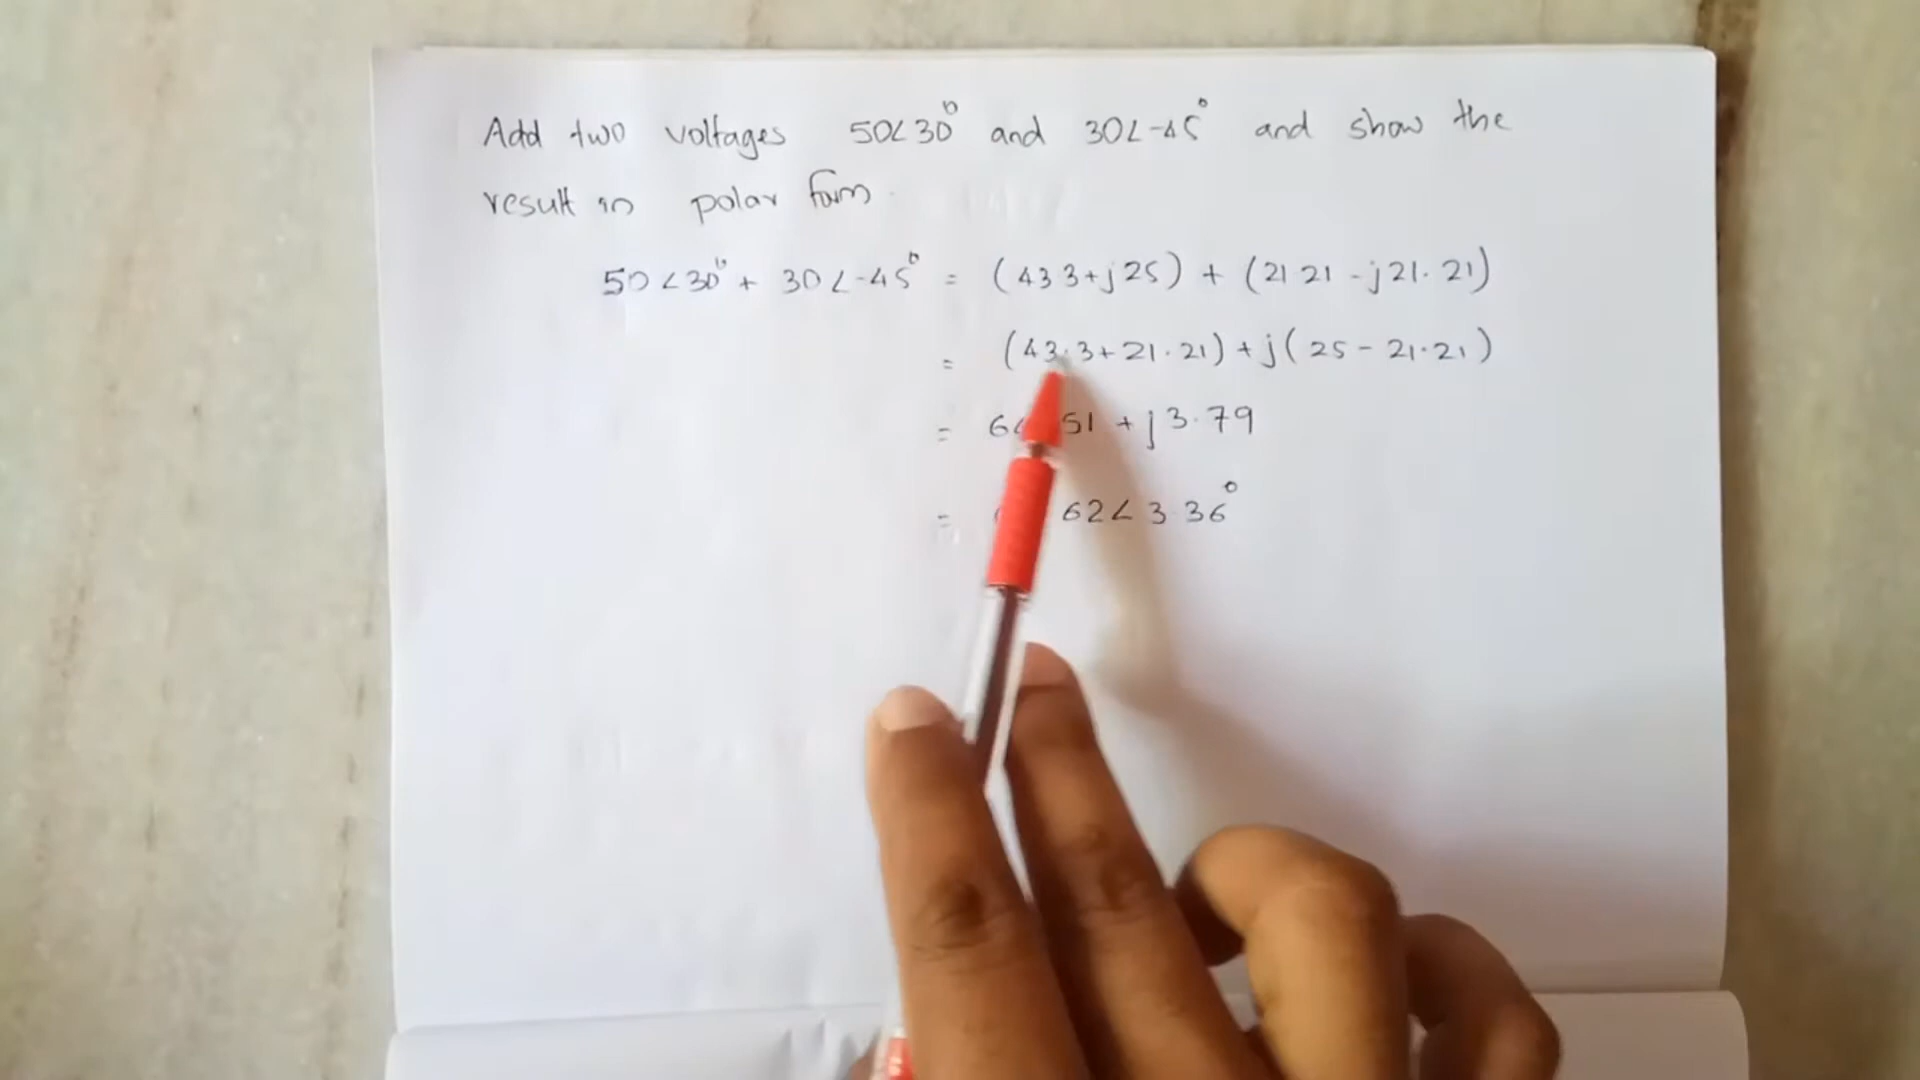 Add two voltages 50∠30° and 30∠-45° and show the
result in polar form.
50∠30° + 30∠-45° = (43 3+j25) + (21 21 - j21.21)
= (43.3+21.21) + j(25 - 21.21)
= 51 + j3.79
= 62∠3 36°